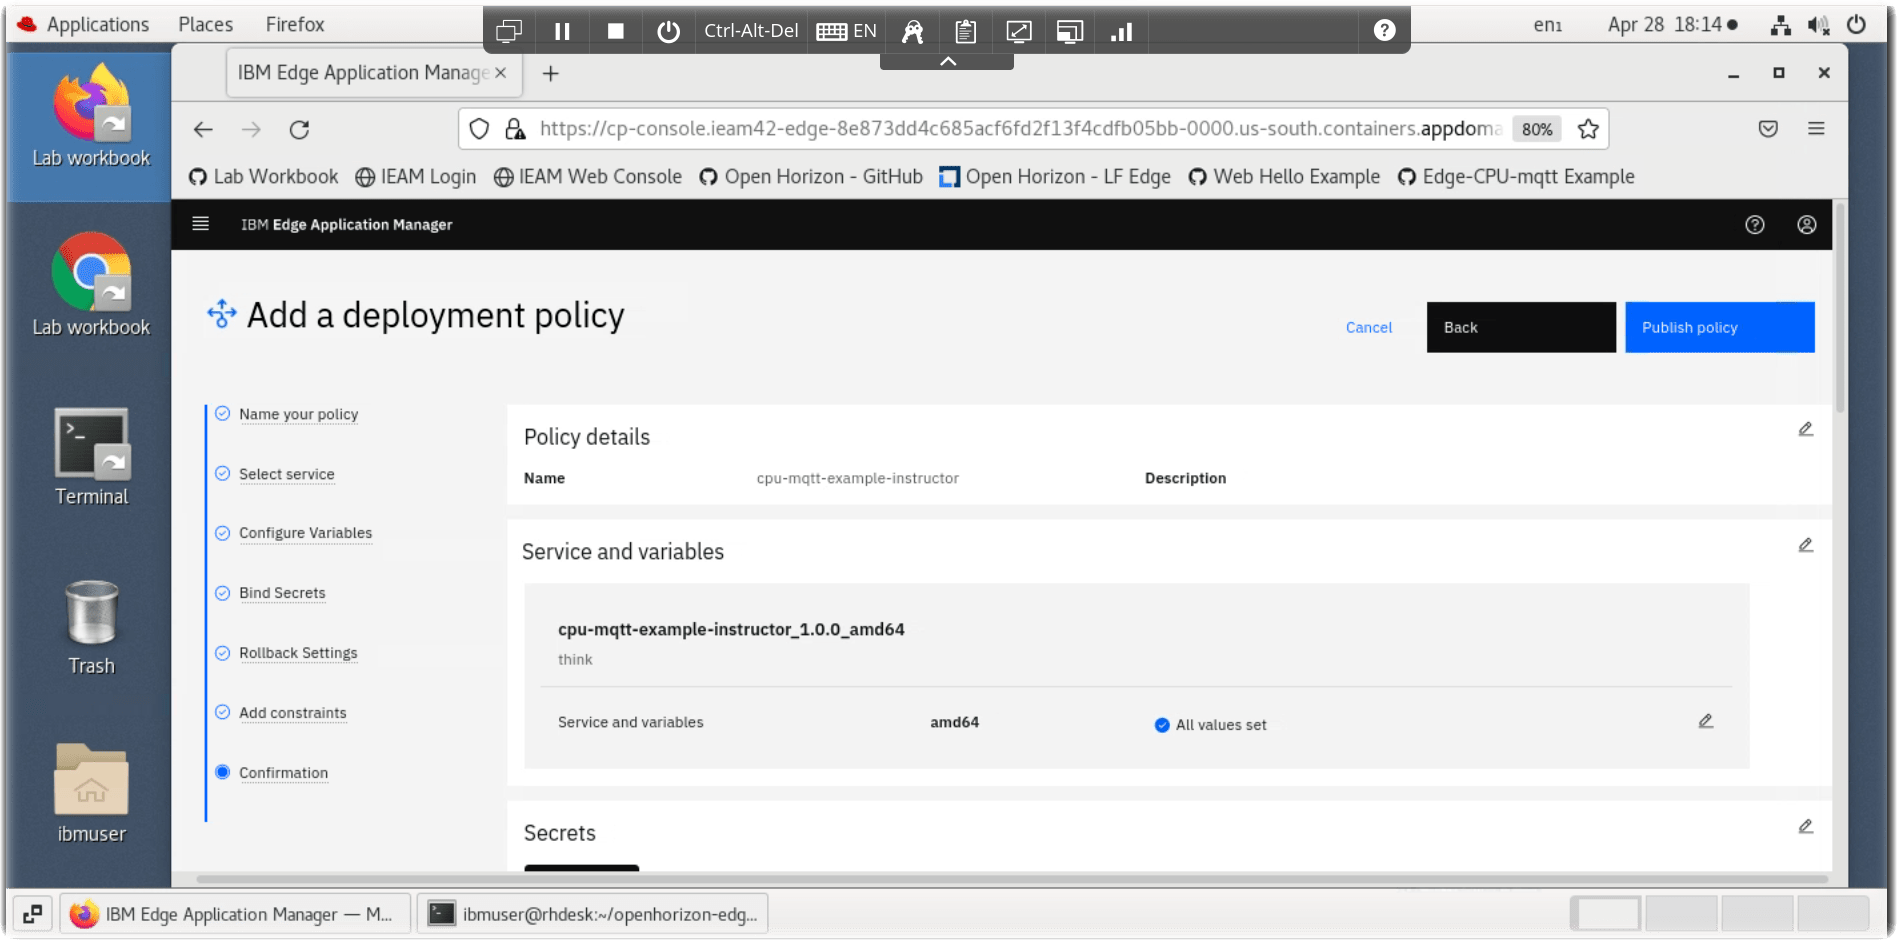 Applications Places Firefox
Ctrl-Alt-Del EN
en1 Apr 28 18:14
IBM Edge Application Manage
https://cp-console.ieam42-edge-8e873dd4c685acf6fd2f13f4cdfb05bb-0000.us-south.containers.appdoma 80%
Lab Workbook IEAM Login IEAM Web Console Open Horizon - GitHub Open Horizon - LF Edge Web Hello Example Edge-CPU-mqtt Example
IBM Edge Application Manager
Add a deployment policy
Cancel Back Publish policy
Name your policy
Select service
Configure Variables
Bind Secrets
Rollback Settings
Add constraints
Confirmation
Policy details
Name cpu-mqtt-example-instructor Description
Service and variables
cpu-mqtt-example-instructor_1.0.0_amd64
think
Service and variables amd64 All values set
Secrets
Lab workbook
Lab workbook
Terminal
Trash
ibmuser
IBM Edge Application Manager — M...
ibmuser@rhdesk:~/openhorizon-edg...